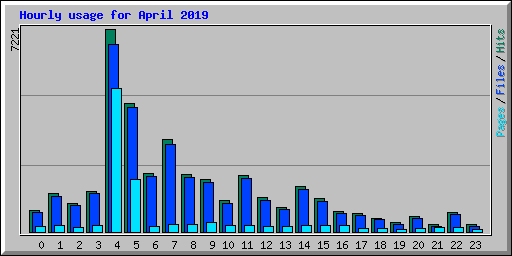 Hourly usage for April 2019
7221
Pages / Files / Hits
0 1 2 3 4 5 6 7 8 9 10 11 12 13 14 15 16 17 18 19 20 21 22 23